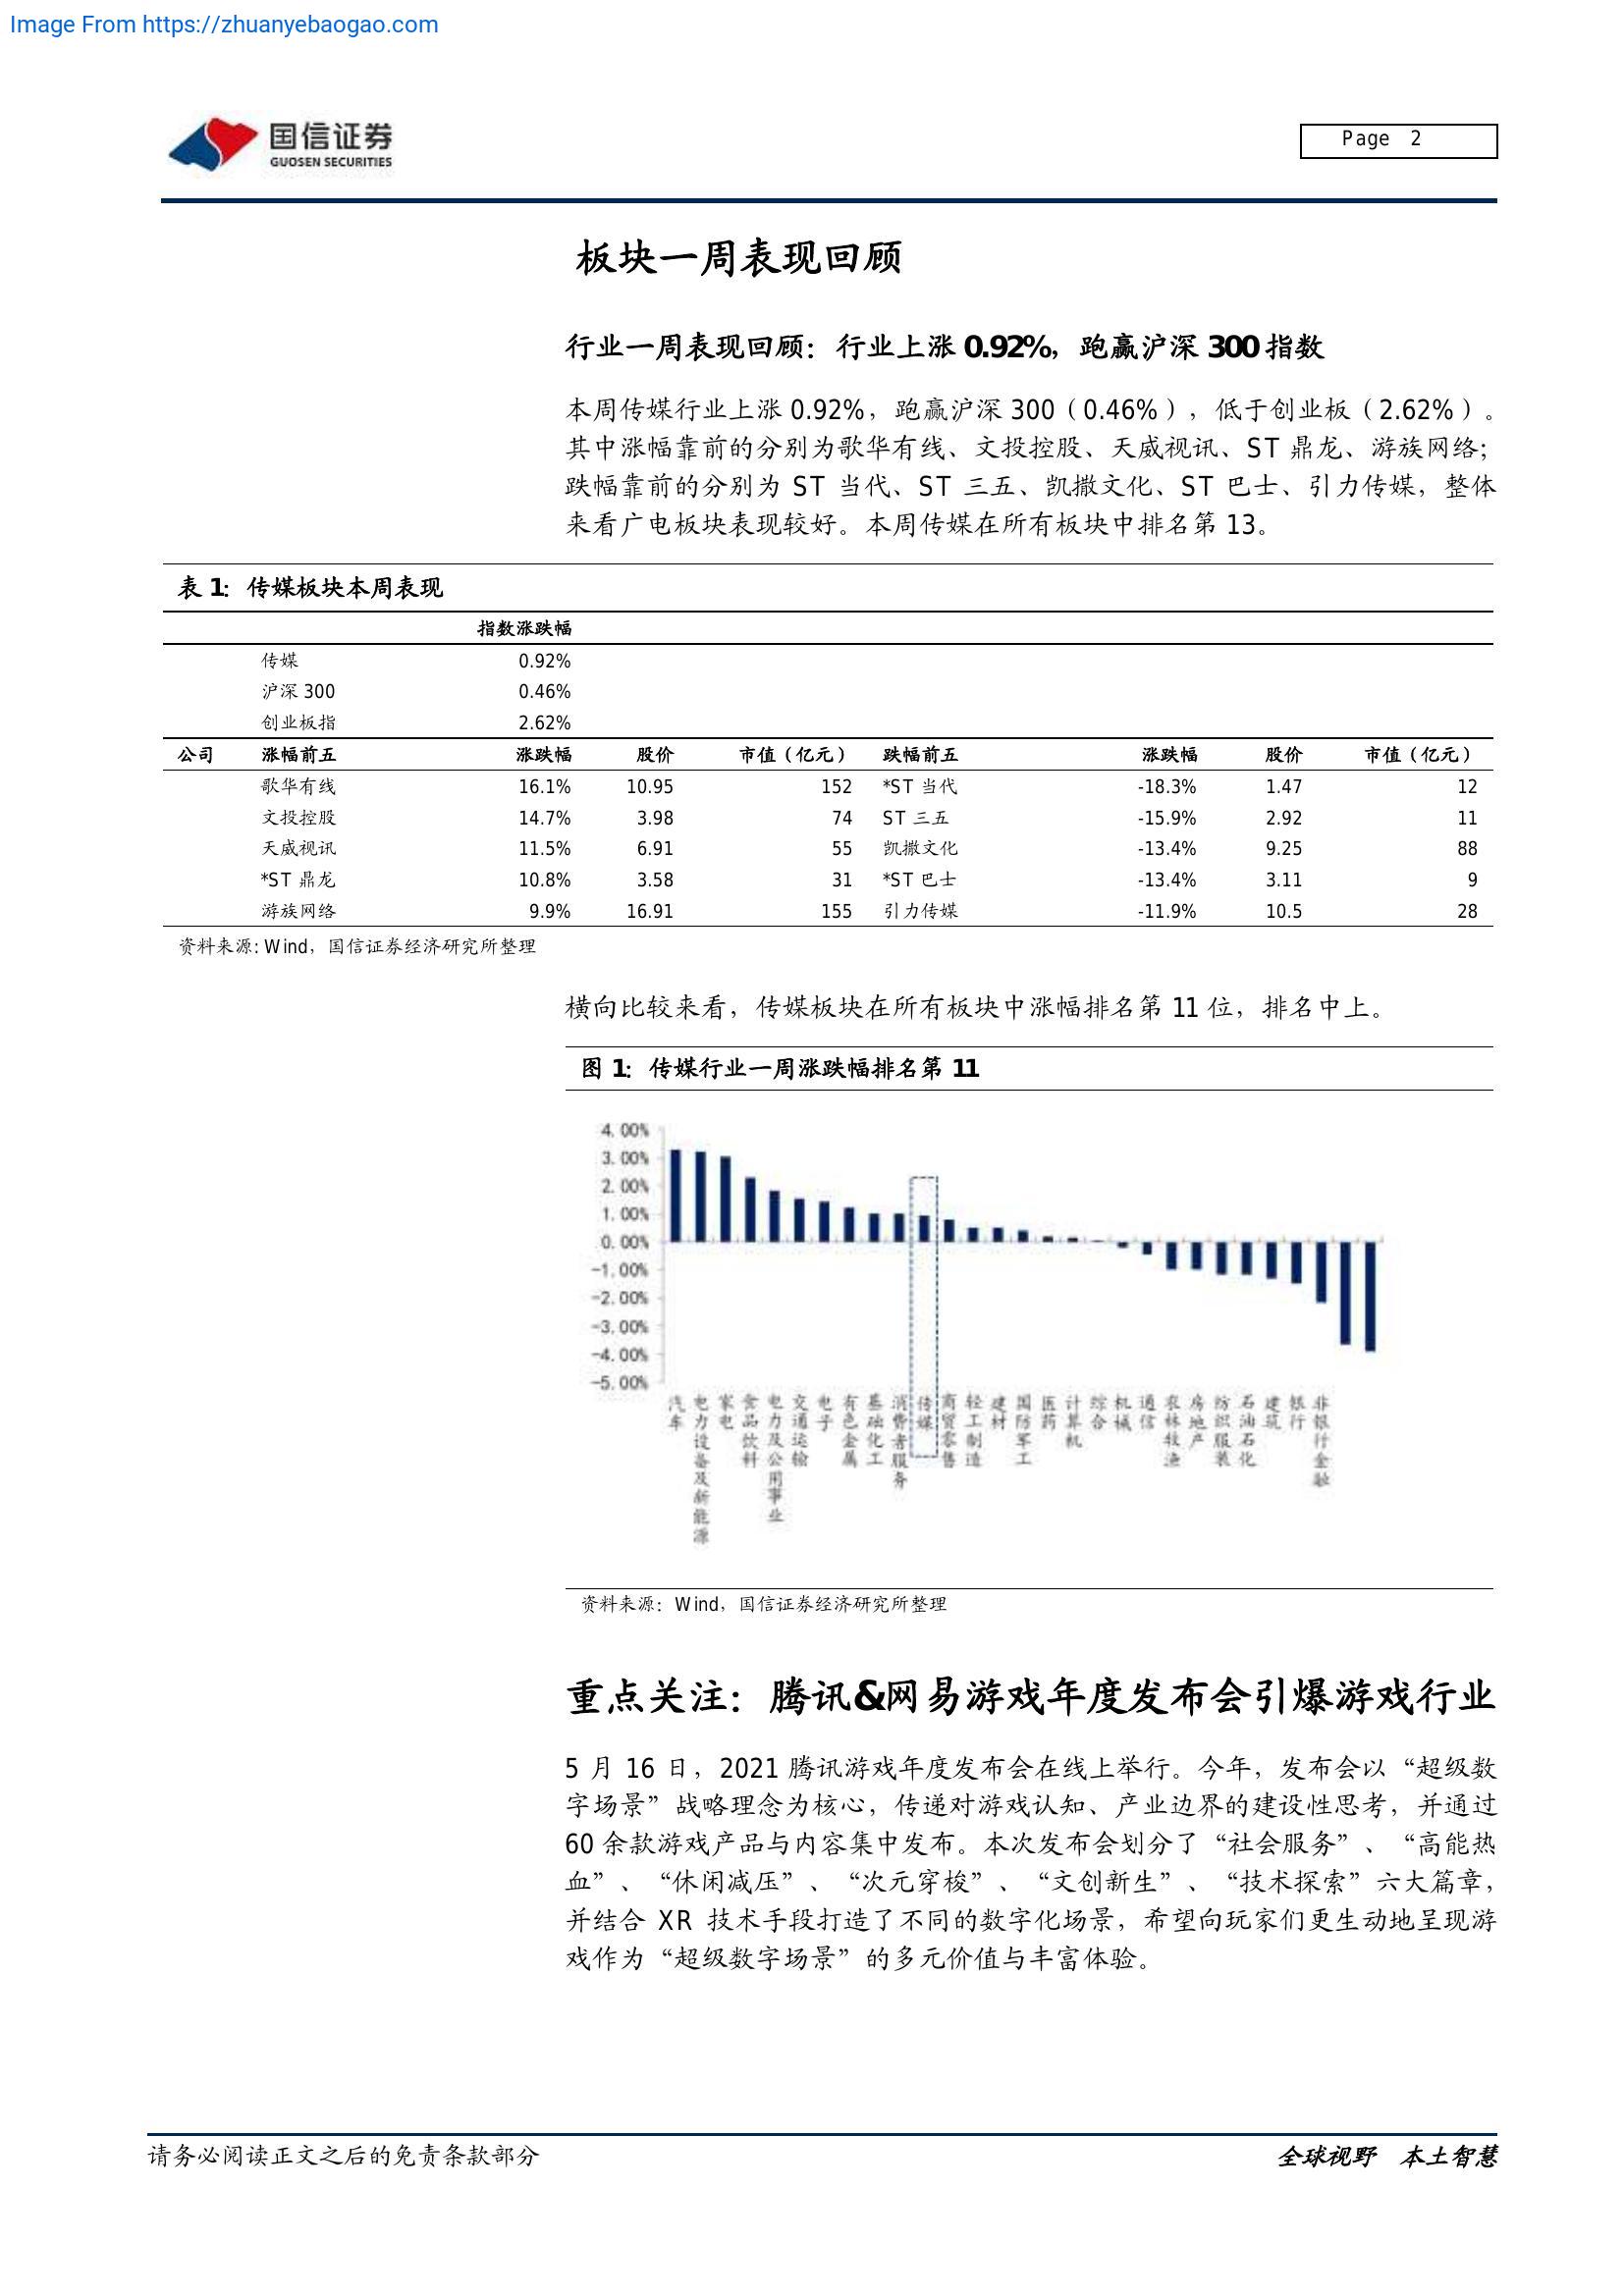 Image From https://zhuanyebaogao.com
国信证券
GUOSEN SECURITIES
Page 2
板块一周表现回顾
行业一周表现回顾：行业上涨 0.92%，跑赢沪深 300 指数
本周传媒行业上涨 0.92%，跑赢沪深 300（0.46%），低于创业板（2.62%）。
其中涨幅靠前的分别为歌华有线、文投控股、天威视讯、ST 鼎龙、游族网络；
跌幅靠前的分别为 ST 当代、ST 三五、凯撒文化、ST 巴士、引力传媒，整体
来看广电板块表现较好。本周传媒在所有板块中排名第 13。
表 1：传媒板块本周表现
指数涨跌幅
传媒 0.92%
沪深 300 0.46%
创业板指 2.62%
公司 涨幅前五 涨跌幅 股价 市值（亿元） 跌幅前五 涨跌幅 股价 市值（亿元）
歌华有线 16.1% 10.95 152 *ST 当代 -18.3% 1.47 12
文投控股 14.7% 3.98 74 ST 三五 -15.9% 2.92 11
天威视讯 11.5% 6.91 55 凯撒文化 -13.4% 9.25 88
*ST 鼎龙 10.8% 3.58 31 *ST 巴士 -13.4% 3.11 9
游族网络 9.9% 16.91 155 引力传媒 -11.9% 10.5 28
资料来源: Wind，国信证券经济研究所整理
横向比较来看，传媒板块在所有板块中涨幅排名第 11 位，排名中上。
图 1：传媒行业一周涨跌幅排名第 11
4.00%
3.00%
2.00%
1.00%
0.00%
-1.00%
-2.00%
-3.00%
-4.00%
-5.00%
汽车
电力设备及新能源
家电
食品饮料
电力及公用事业
交通运输
电子
有色金属
基础化工
消费者服务
传媒
商贸零售
轻工制造
建材
国防军工
医药
计算机
综合
机械
通信
农林牧渔
房地产
纺织服装
石油石化
建筑
银行
非银行金融
资料来源：Wind，国信证券经济研究所整理
重点关注：腾讯&网易游戏年度发布会引爆游戏行业
5 月 16 日，2021 腾讯游戏年度发布会在线上举行。今年，发布会以“超级数
字场景”战略理念为核心，传递对游戏认知、产业边界的建设性思考，并通过
60 余款游戏产品与内容集中发布。本次发布会划分了“社会服务”、“高能热
血”、“休闲减压”、“次元穿梭”、“文创新生”、“技术探索”六大篇章，
并结合 XR 技术手段打造了不同的数字化场景，希望向玩家们更生动地呈现游
戏作为“超级数字场景”的多元价值与丰富体验。
请务必阅读正文之后的免责条款部分
全球视野 本土智慧